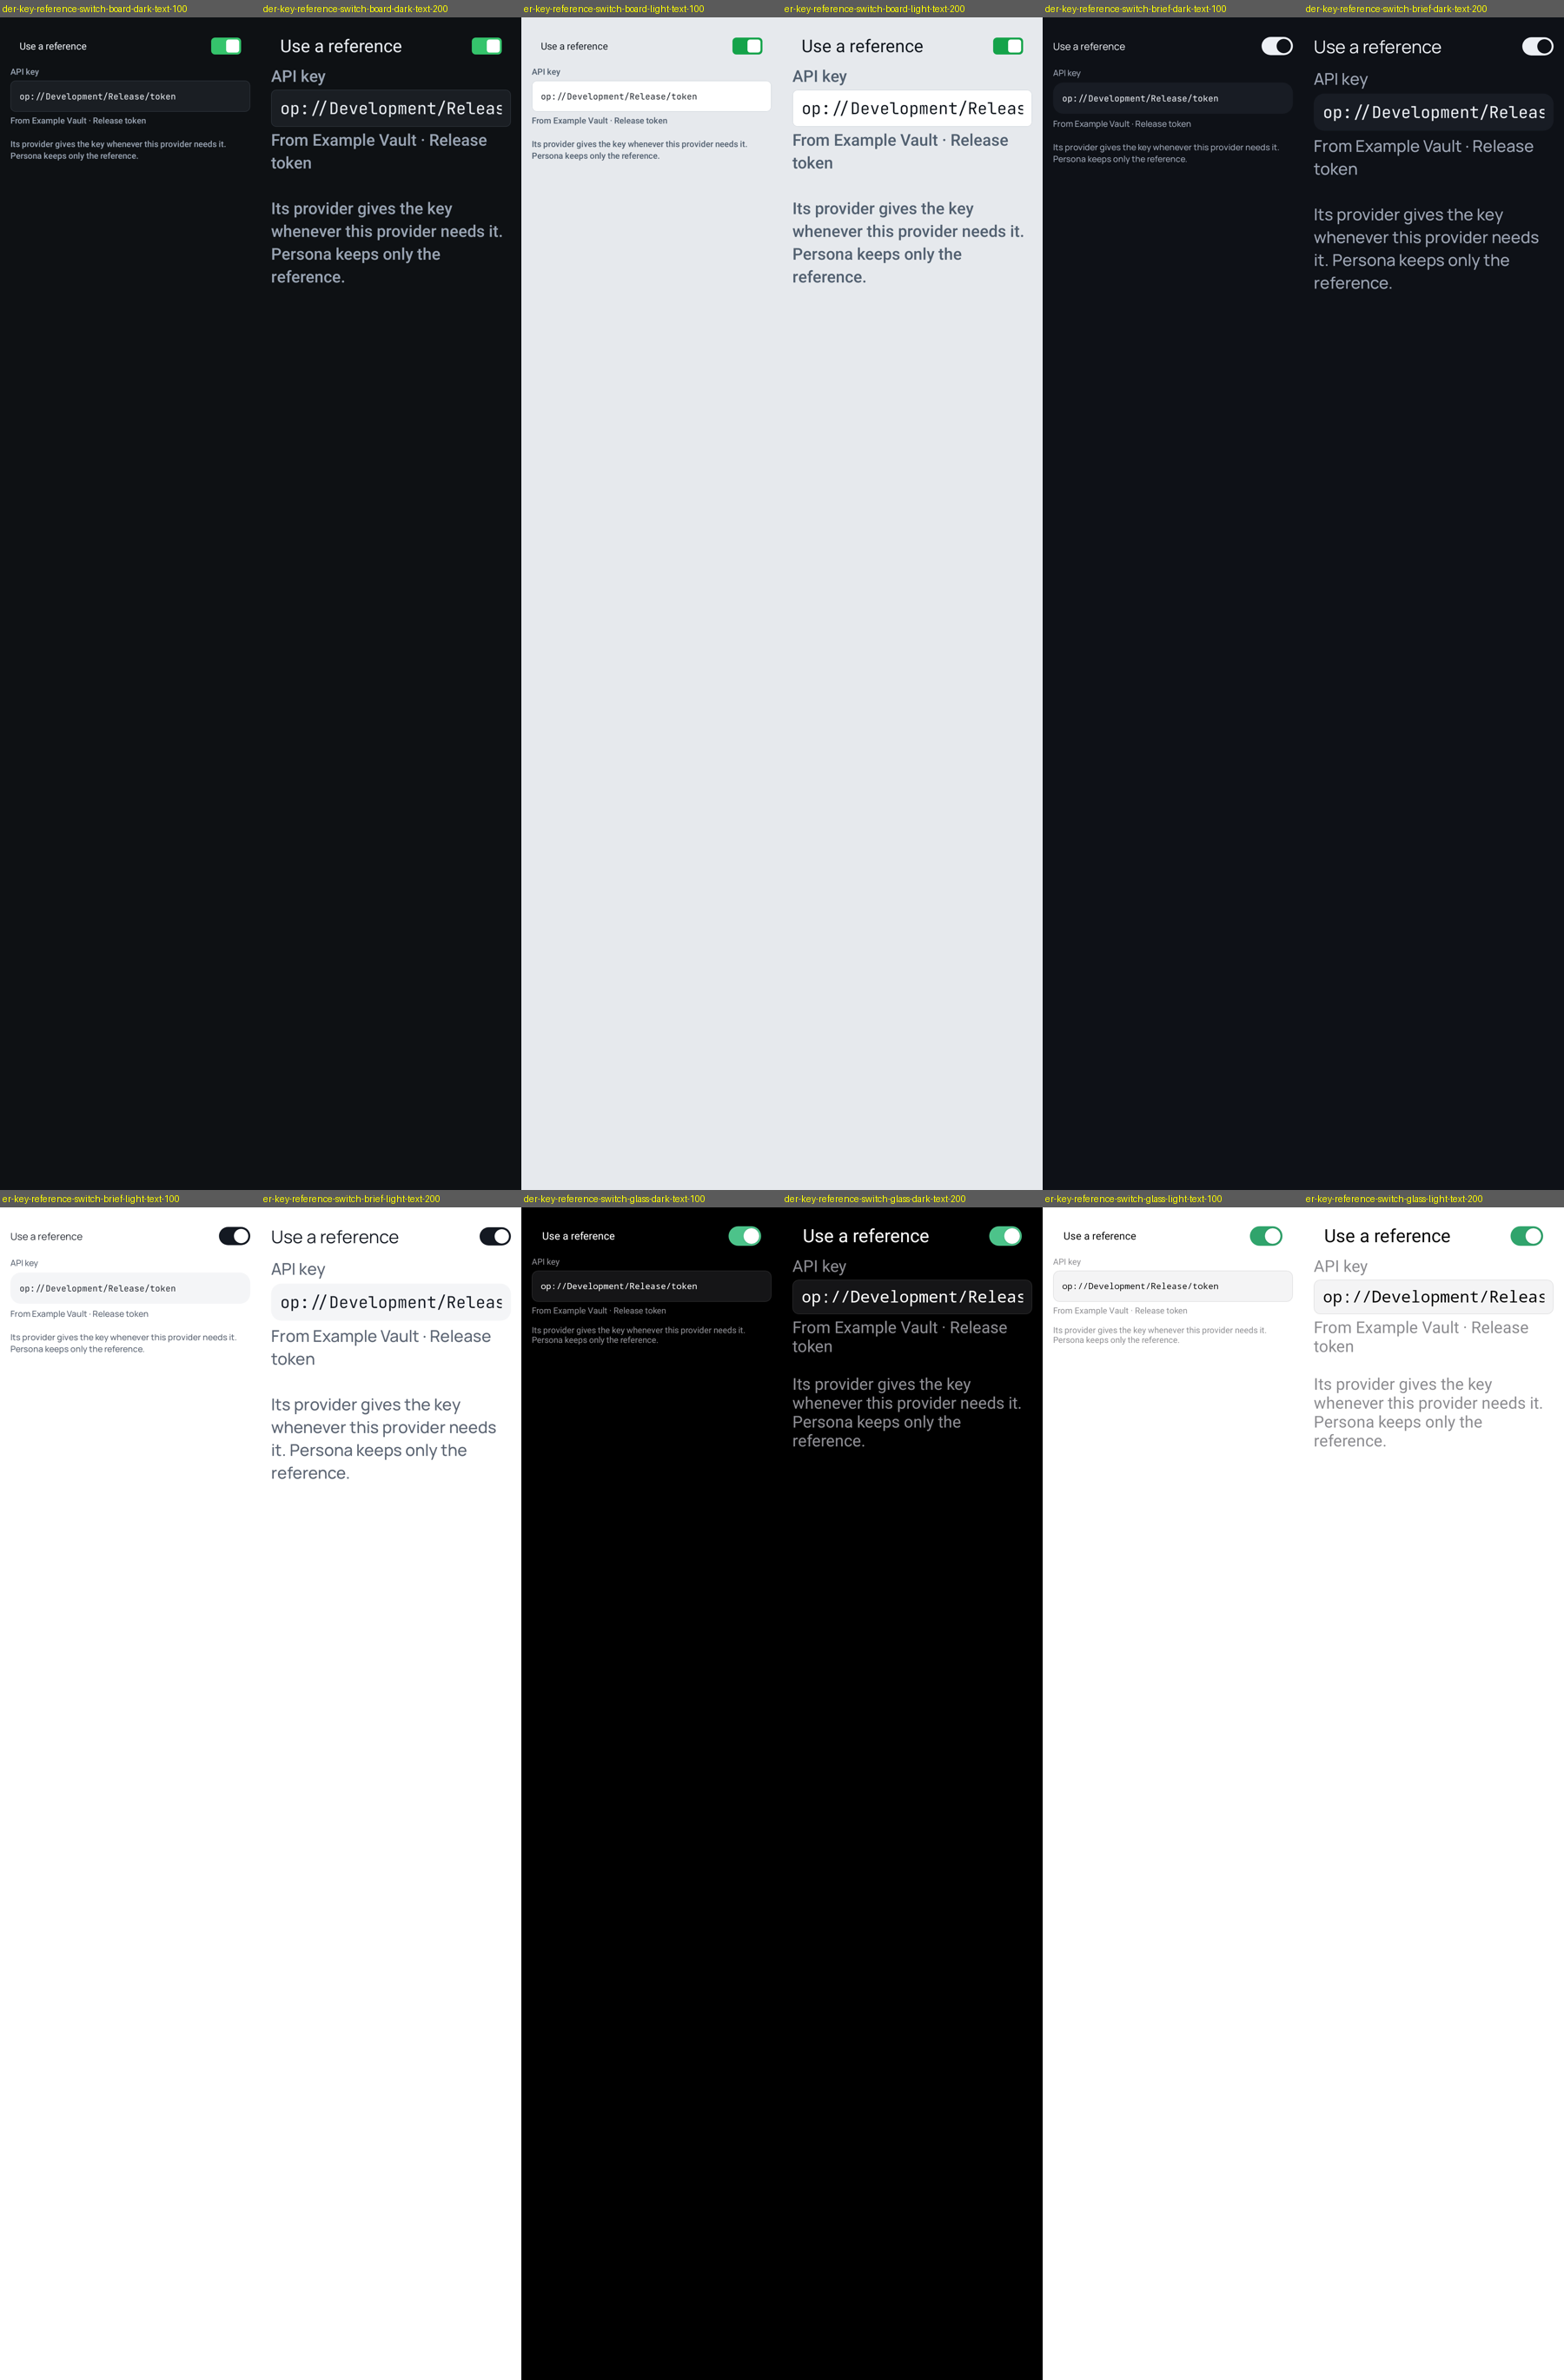 der-key-reference-switch-board-dark-text-100
Use a reference
API key
op://Development/Release/token
From Example Vault · Release token
Its provider gives the key whenever this provider needs it.
Persona keeps only the reference.
der-key-reference-switch-board-dark-text-200
Use a reference
API key
op://Development/Releas
From Example Vault · Release
token
Its provider gives the key
whenever this provider needs it.
Persona keeps only the
reference.
er-key-reference-switch-board-light-text-100
Use a reference
API key
op://Development/Release/token
From Example Vault · Release token
Its provider gives the key whenever this provider needs it.
Persona keeps only the reference.
er-key-reference-switch-board-light-text-200
Use a reference
API key
op://Development/Releas
From Example Vault · Release
token
Its provider gives the key
whenever this provider needs it.
Persona keeps only the
reference.
der-key-reference-switch-brief-dark-text-100
Use a reference
API key
op://Development/Release/token
From Example Vault · Release token
Its provider gives the key whenever this provider needs it.
Persona keeps only the reference.
der-key-reference-switch-brief-dark-text-200
Use a reference
API key
op://Development/Releas
From Example Vault · Release
token
Its provider gives the key
whenever this provider needs
it. Persona keeps only the
reference.
er-key-reference-switch-brief-light-text-100
Use a reference
API key
op://Development/Release/token
From Example Vault · Release token
Its provider gives the key whenever this provider needs it.
Persona keeps only the reference.
er-key-reference-switch-brief-light-text-200
Use a reference
API key
op://Development/Releas
From Example Vault · Release
token
Its provider gives the key
whenever this provider needs
it. Persona keeps only the
reference.
der-key-reference-switch-glass-dark-text-100
Use a reference
API key
op://Development/Release/token
From Example Vault · Release token
Its provider gives the key whenever this provider needs it.
Persona keeps only the reference.
der-key-reference-switch-glass-dark-text-200
Use a reference
API key
op://Development/Releas
From Example Vault · Release
token
Its provider gives the key
whenever this provider needs it.
Persona keeps only the
reference.
er-key-reference-switch-glass-light-text-100
Use a reference
API key
op://Development/Release/token
From Example Vault · Release token
Its provider gives the key whenever this provider needs it.
Persona keeps only the reference.
er-key-reference-switch-glass-light-text-200
Use a reference
API key
op://Development/Releas
From Example Vault · Release
token
Its provider gives the key
whenever this provider needs it.
Persona keeps only the
reference.